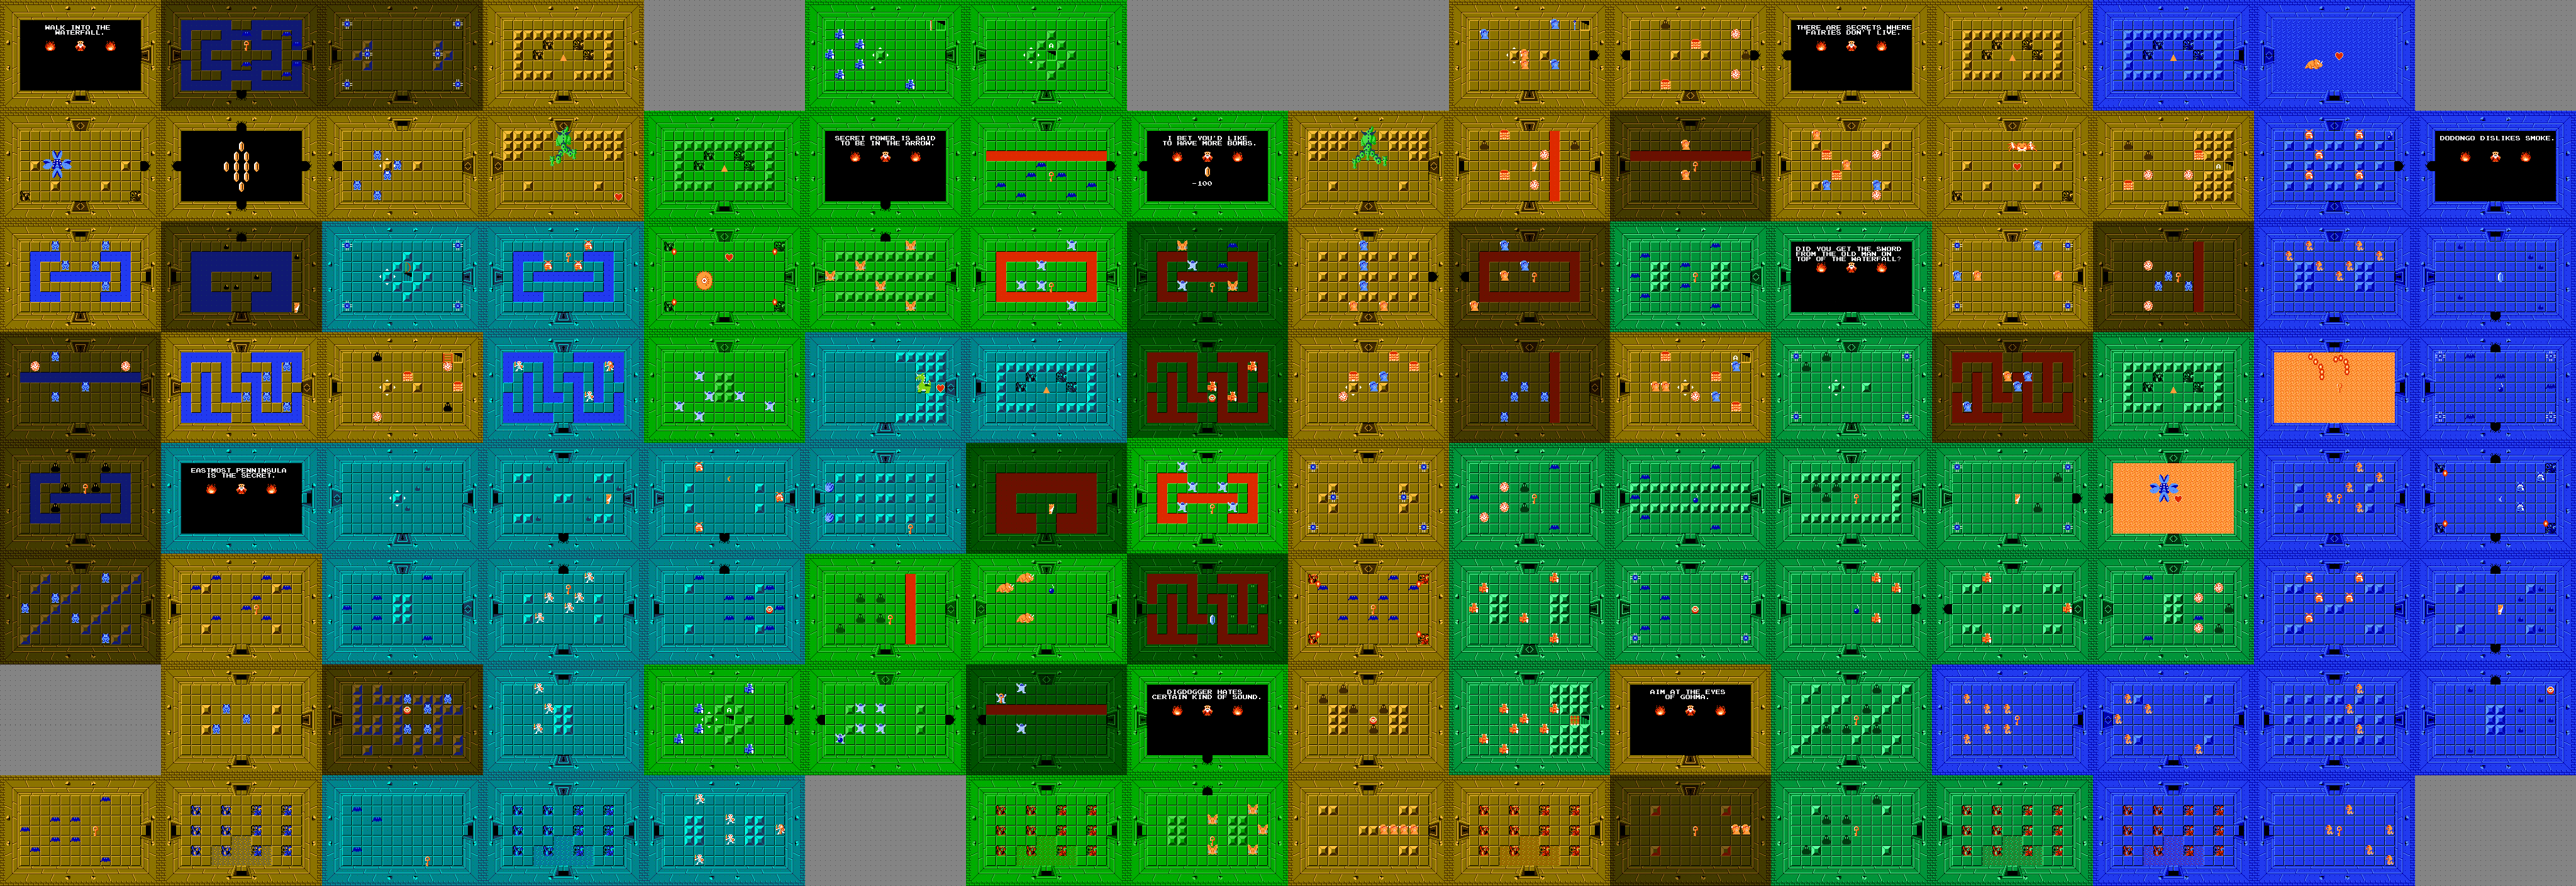 WALK INTO THE
WATERFALL.
THERE ARE SECRETS WHERE
FAIRIES DON'T LIVE.
SECRET POWER IS SAID
TO BE IN THE ARROW.
I BET YOU'D LIKE
TO HAVE MORE BOMBS.
-100
DODONGO DISLIKES SMOKE.
DID YOU GET THE SWORD
FROM THE OLD MAN ON
TOP OF THE WATERFALL?
EASTMOST PENNINSULA
IS THE SECRET.
DIGDOGGER HATES
CERTAIN KIND OF SOUND.
AIM AT THE EYES
OF GOHMA.